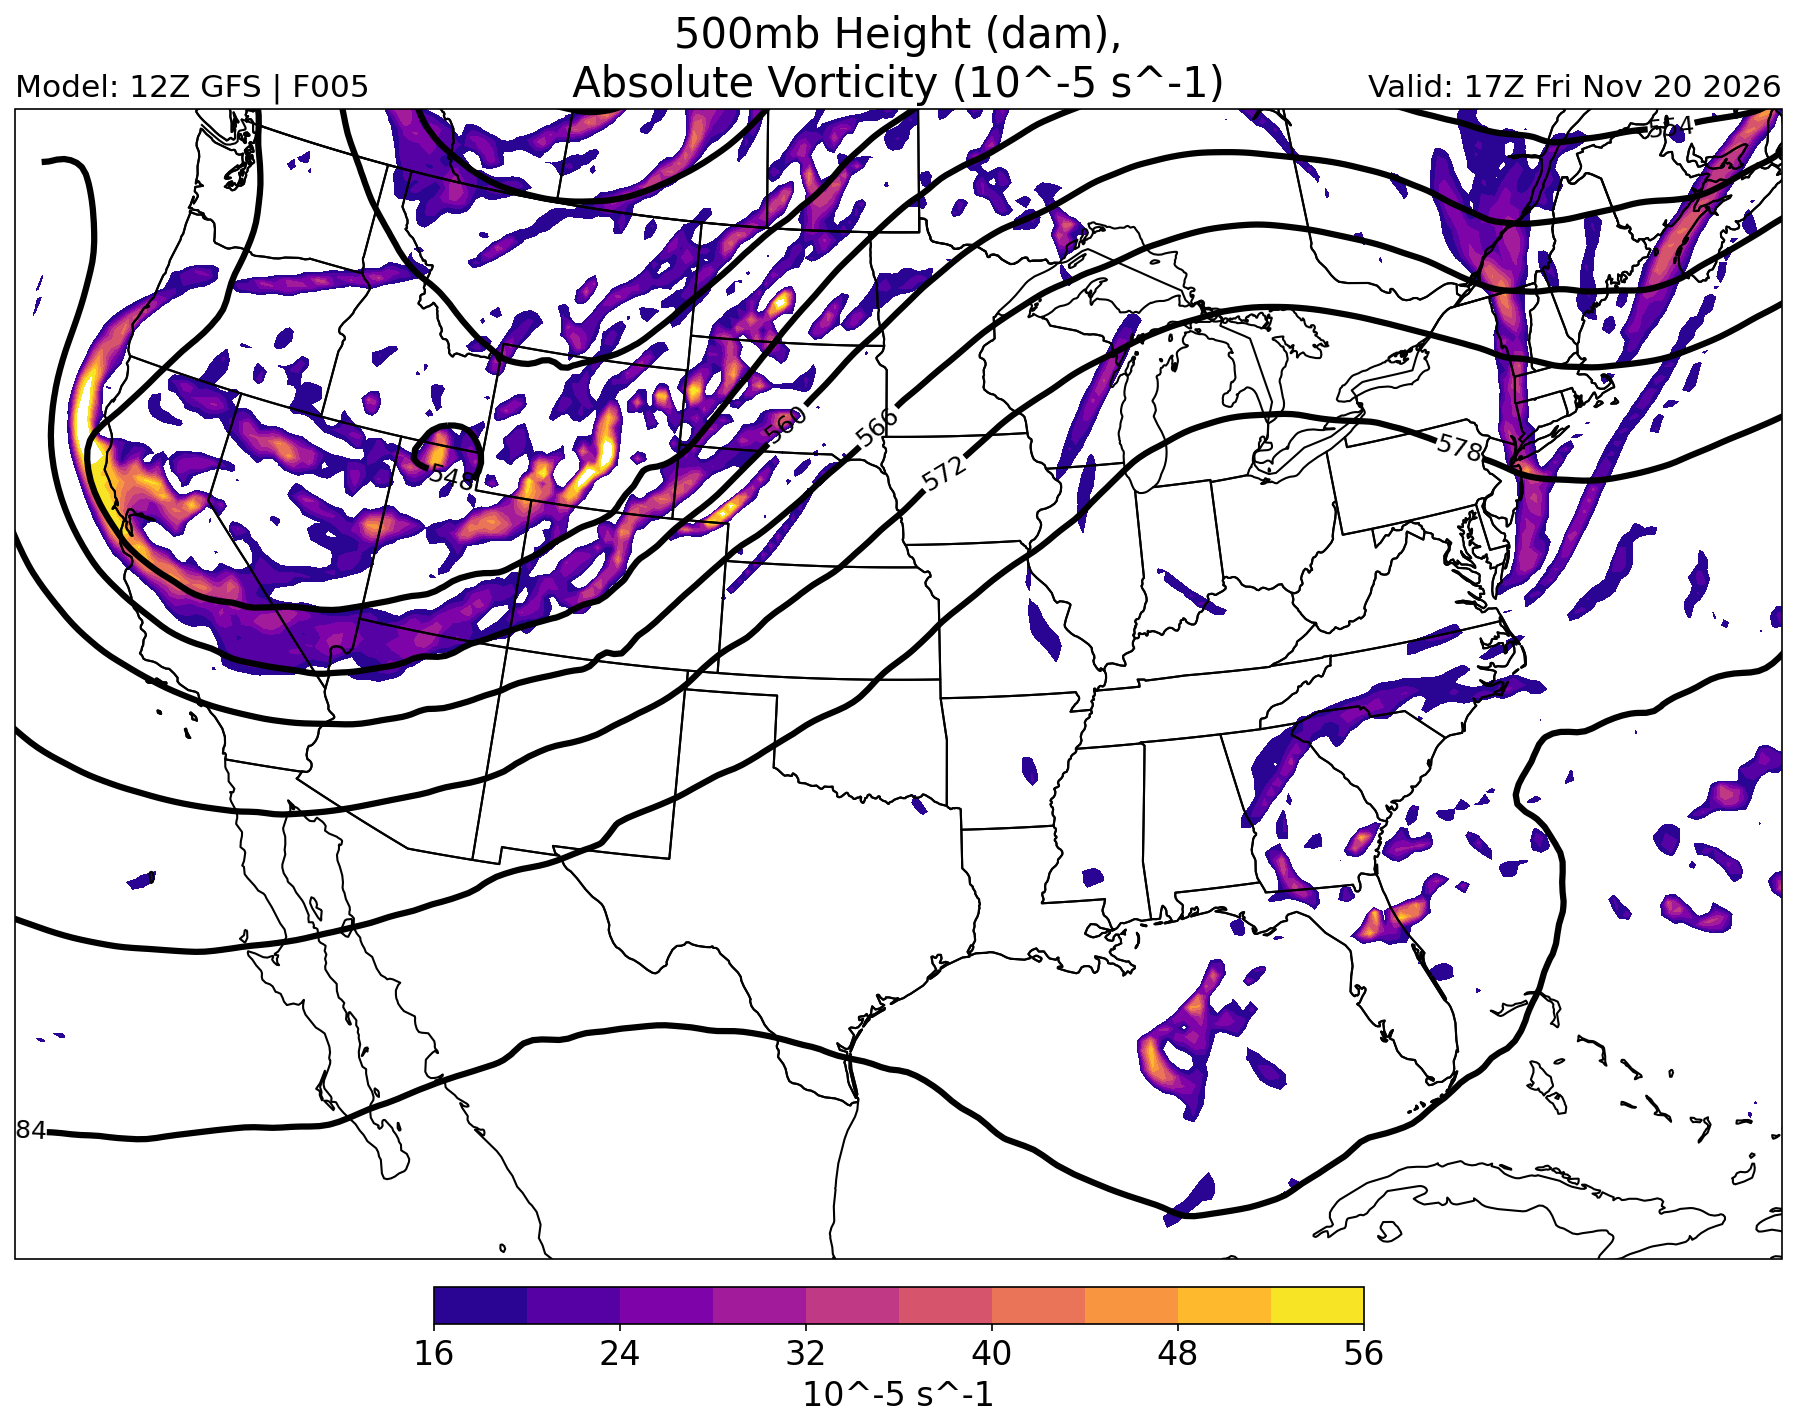 500mb Height (dam),
Model: 12Z GFS | F005
Absolute Vorticity (10^-5 s^-1)
Valid: 17Z Fri Nov 20 2026
554
560
566
572
578
548
84
16 24 32 40 48 56
10^-5 s^-1